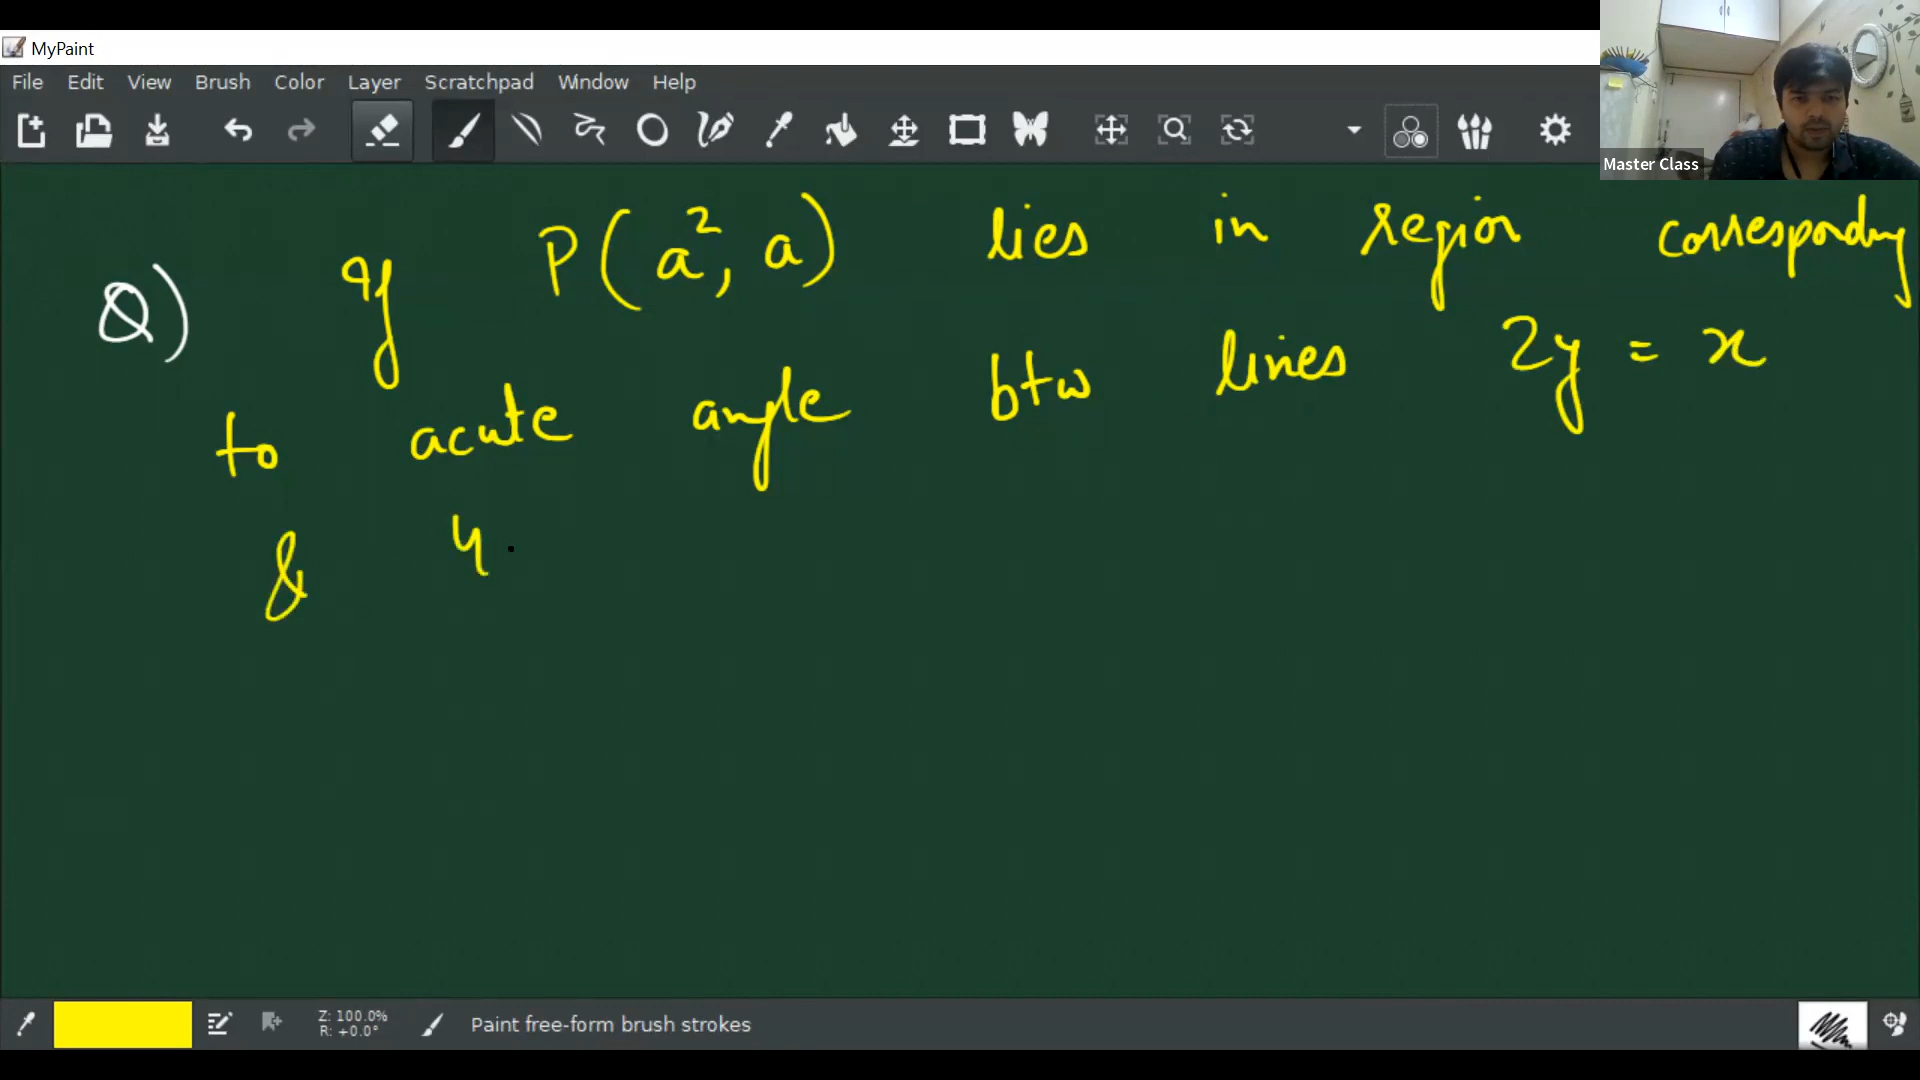 MyPaint
File Edit View Brush Color Layer Scratchpad Window Help
Master Class
Q) If P(a², a) lies in region corresponding
to acute angle btw lines 2y = x
& 4
Z: 100.0%
R: +0.0°
Paint free-form brush strokes